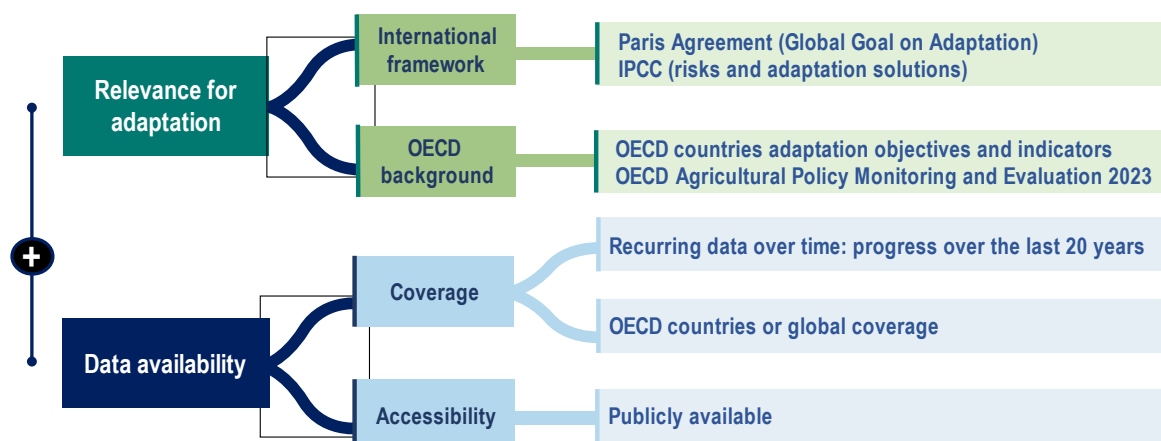 International
framework
Paris Agreement (Global Goal on Adaptation)
IPCC (risks and adaptation solutions)
Relevance for
adaptation
OECD
background
OECD countries adaptation objectives and indicators
OECD Agricultural Policy Monitoring and Evaluation 2023
+
Recurring data over time: progress over the last 20 years
Coverage
OECD countries or global coverage
Data availability
Accessibility
Publicly available